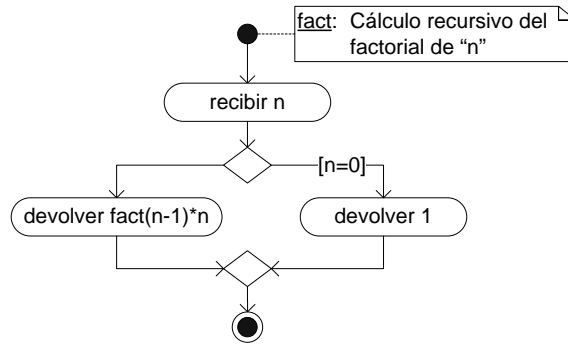 fact: Cálculo recursivo del
factorial de “n”
recibir n
[n=0]
devolver fact(n-1)*n
devolver 1